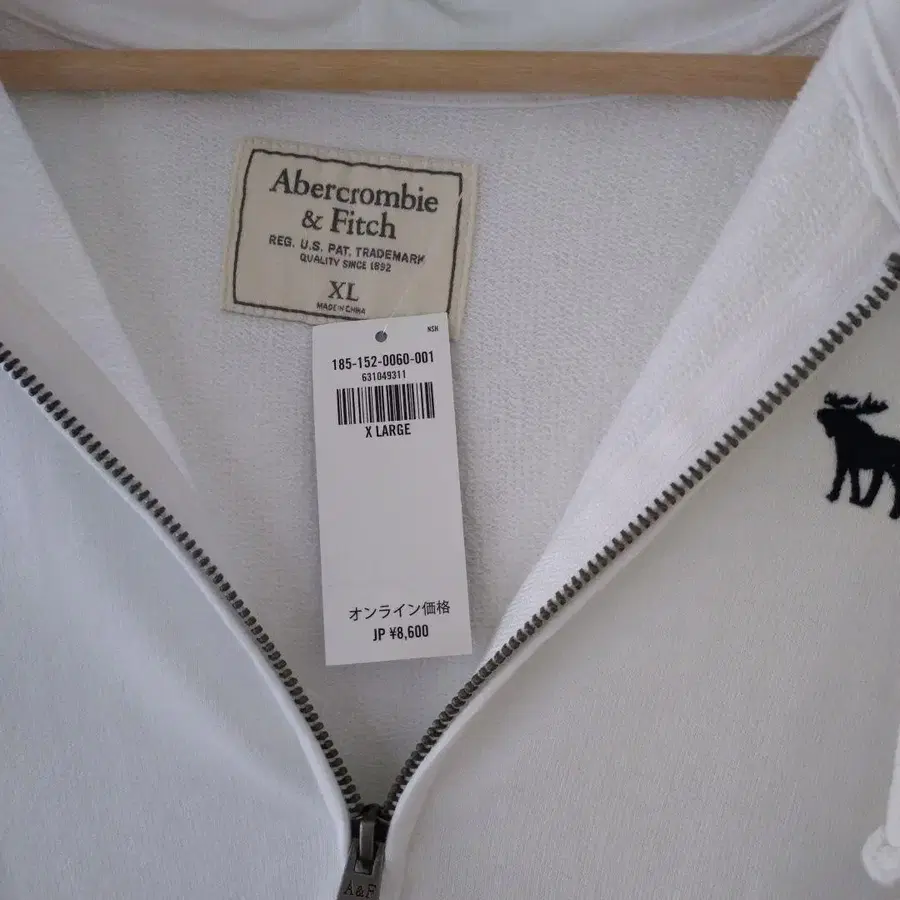 Abercrombie
& Fitch
REG. U.S. PAT. TRADEMARK
QUALITY SINCE 1892
XL
MADE IN CHINA
NSN
185-152-0060-001
631049311
X LARGE
オンライン価格
JP ¥8,600
A&F